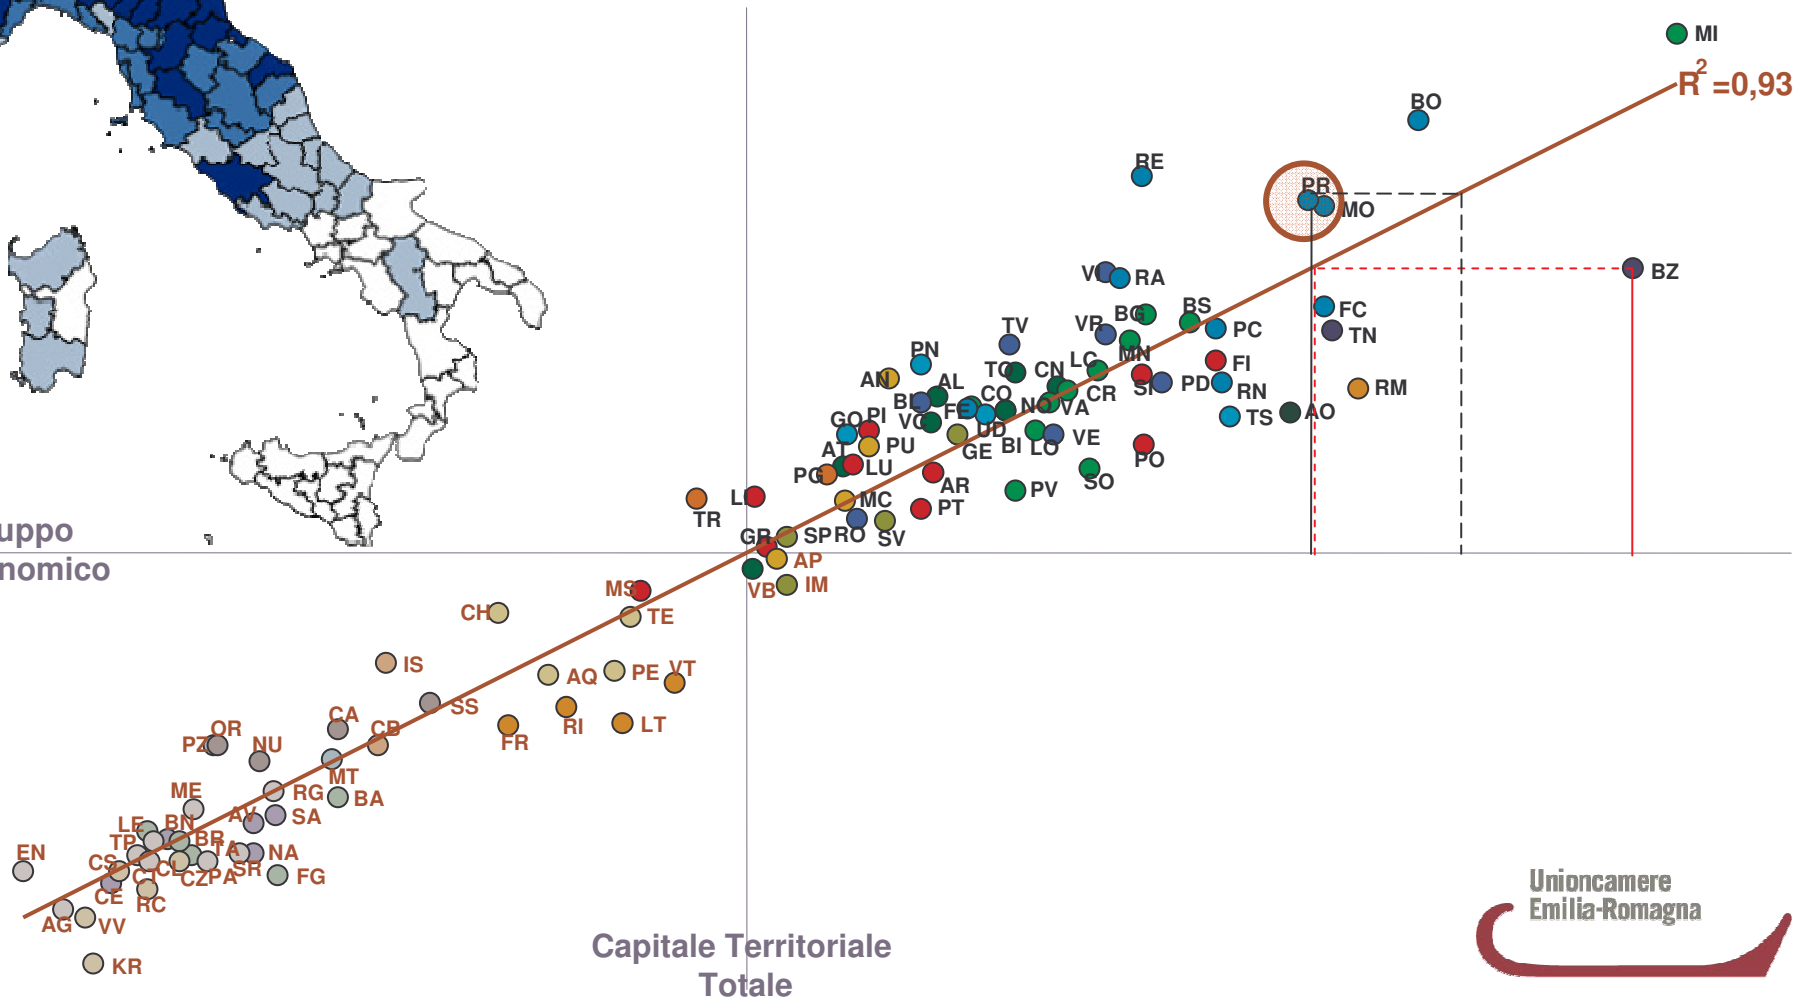 MI
R2=0,93
BO
RE
PR
MO
BZ
V
RA
FC
TN
BG
BS
PC
VR
TV
MN
FI
PN
TO
CN
LC
SI
PD
RN
RM
AN
AL
CO
CR
BL
FE
NO
VA
TS
AO
GO
PI
VC
UD
BI
LO
VE
PO
PU
GE
AT
LU
PG
AR
SO
PV
TR
LI
MC
PT
uppo
GR
SP
RO
SV
nomico
AP
VB
IM
MS
TE
CH
IS
AQ
PE
VT
SS
FR
RI
LT
CA
CB
PZ
OR
NU
MT
BA
ME
RG
SA
AV
LE
BN
BR
TP
TA
EN
CS
CT
CL
CZ
PA
SR
NA
FG
CE
RC
AG
VV
KR
Capitale Territoriale
Totale
Unioncamere
Emilia-Romagna